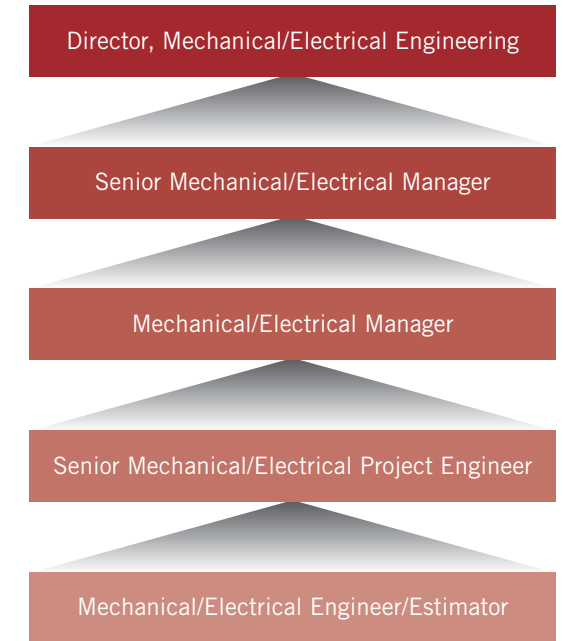 Director, Mechanical/Electrical Engineering
Senior Mechanical/Electrical Manager
Mechanical/Electrical Manager
Senior Mechanical/Electrical Project Engineer
Mechanical/Electrical Engineer/Estimator